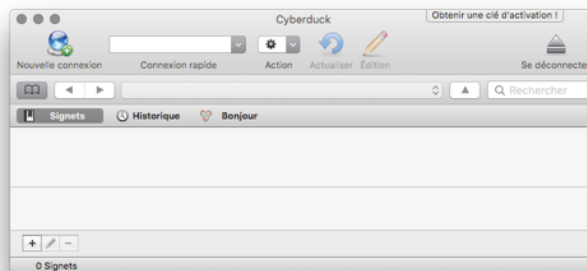 Cyberduck
Obtenir une clé d'activation !
Nouvelle connexion
Connexion rapide
Action
Actualiser
Édition
Se déconnecte
Rechercher
Signets
Historique
Bonjour
0 Signets